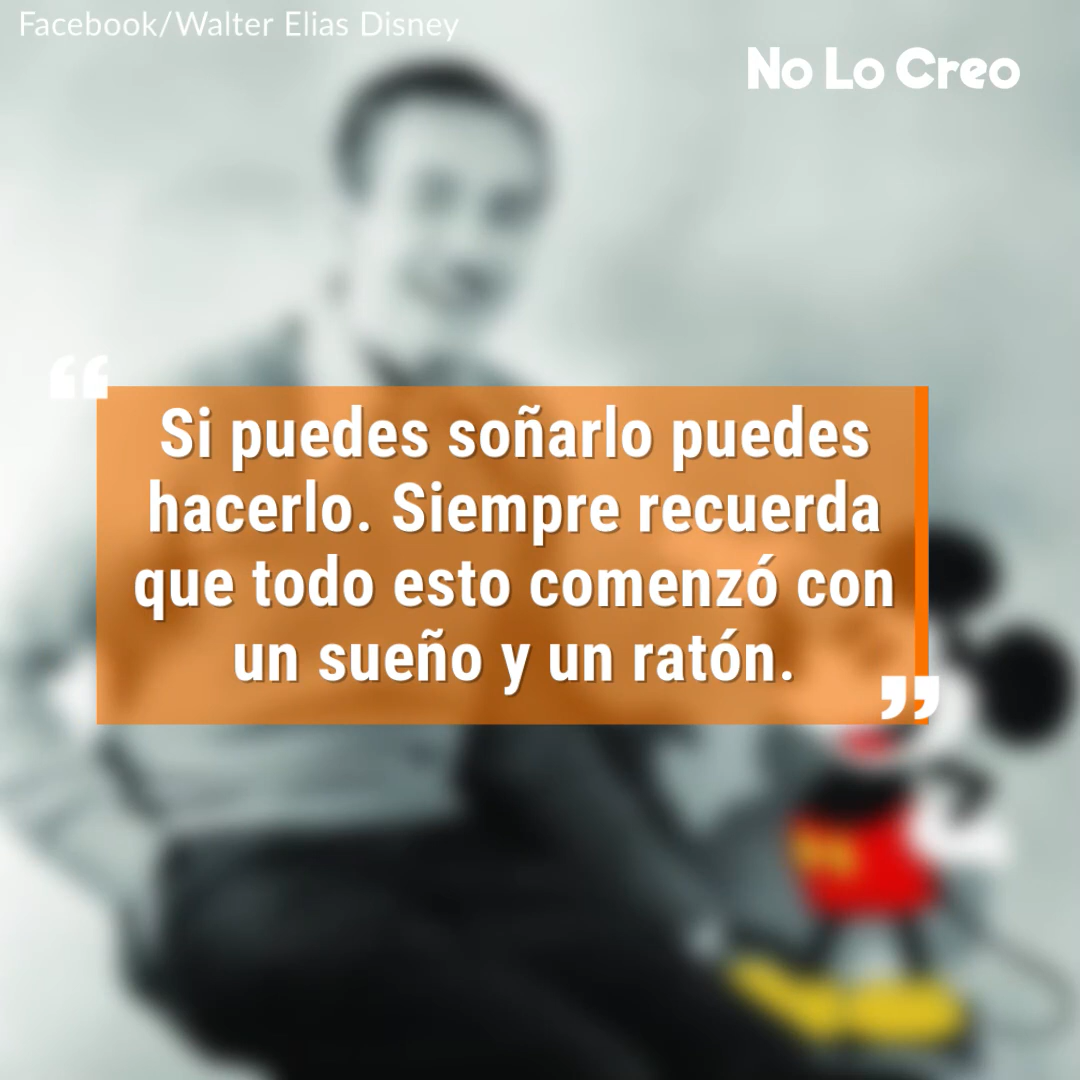 Facebook/Walter Elias Disney
No Lo Creo
“
Si puedes soñarlo puedes
hacerlo. Siempre recuerda
que todo esto comenzó con
un sueño y un ratón.
”